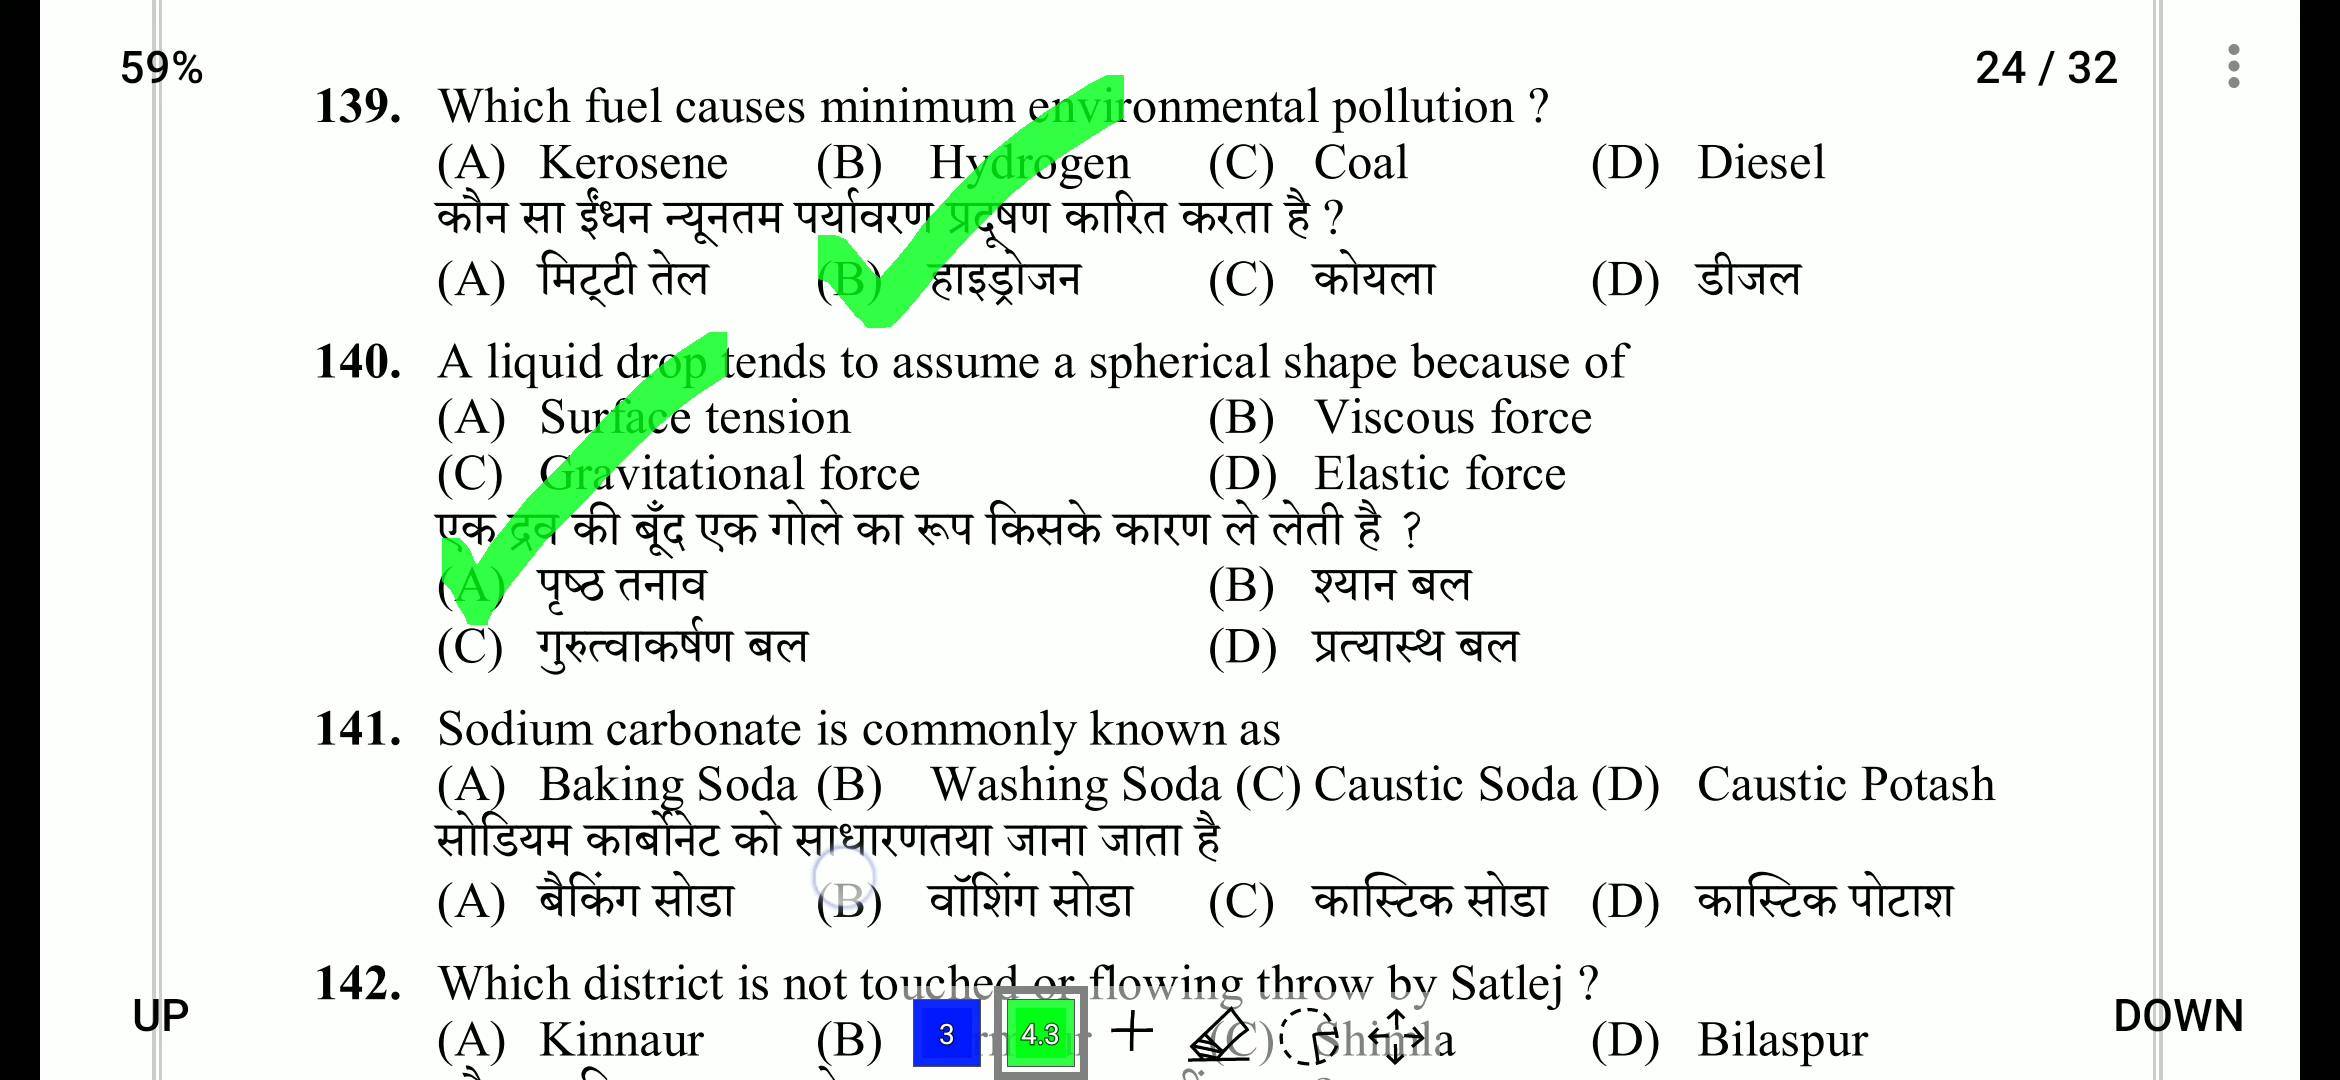 59%
24 / 32
139. Which fuel causes minimum environmental pollution ?
(A) Kerosene (B) Hydrogen (C) Coal (D) Diesel
कौन सा ईंधन न्यूनतम पर्यावरण प्रदूषण कारित करता है ?
(A) मिट्टी तेल (B) हाइड्रोजन (C) कोयला (D) डीजल
140. A liquid drop tends to assume a spherical shape because of
(A) Surface tension (B) Viscous force
(C) Gravitational force (D) Elastic force
एक द्रव की बूँद एक गोले का रूप किसके कारण ले लेती है ?
(A) पृष्ठ तनाव (B) श्यान बल
(C) गुरुत्वाकर्षण बल (D) प्रत्यास्थ बल
141. Sodium carbonate is commonly known as
(A) Baking Soda (B) Washing Soda (C) Caustic Soda (D) Caustic Potash
सोडियम कार्बोनेट को साधारणतया जाना जाता है
(A) बैकिंग सोडा (B) वॉशिंग सोडा (C) कास्टिक सोडा (D) कास्टिक पोटाश
142. Which district is not touched or flowing throw by Satlej ?
(A) Kinnaur (B) (C) Shimla (D) Bilaspur
UP
3
4.3
DOWN